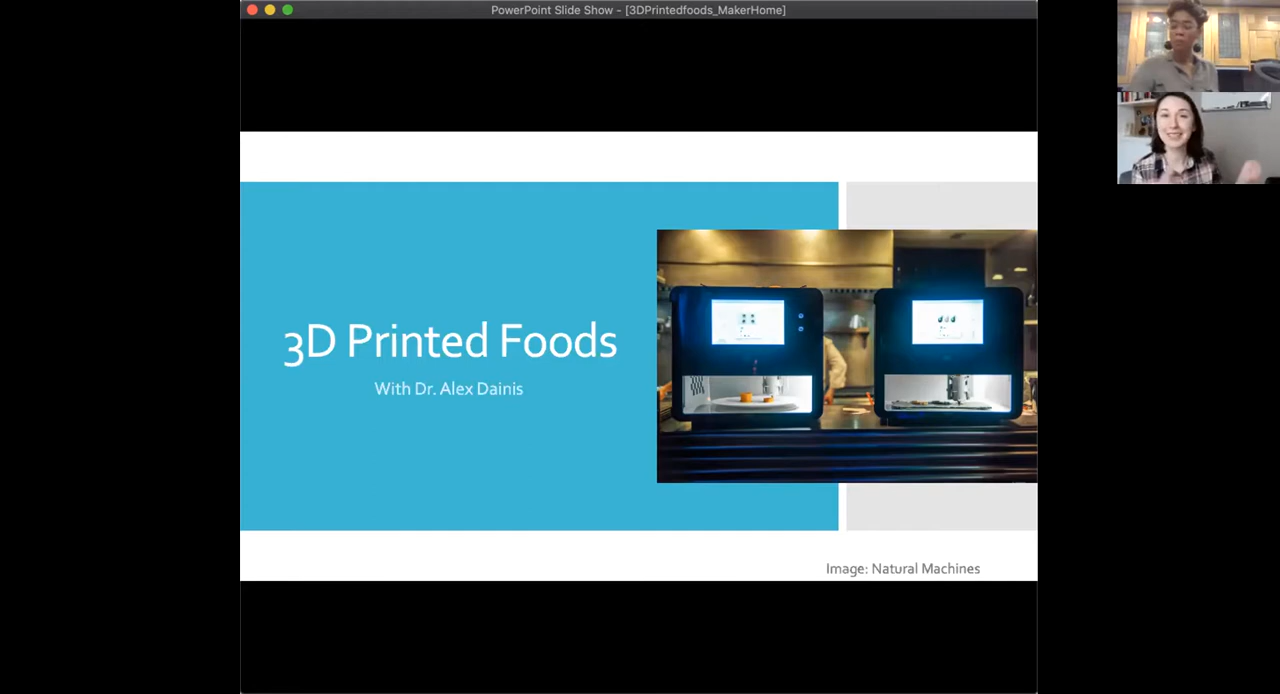 PowerPoint Slide Show - [3DPrintedfoods_MakerHome]
3D Printed Foods
With Dr. Alex Dainis
Image: Natural Machines